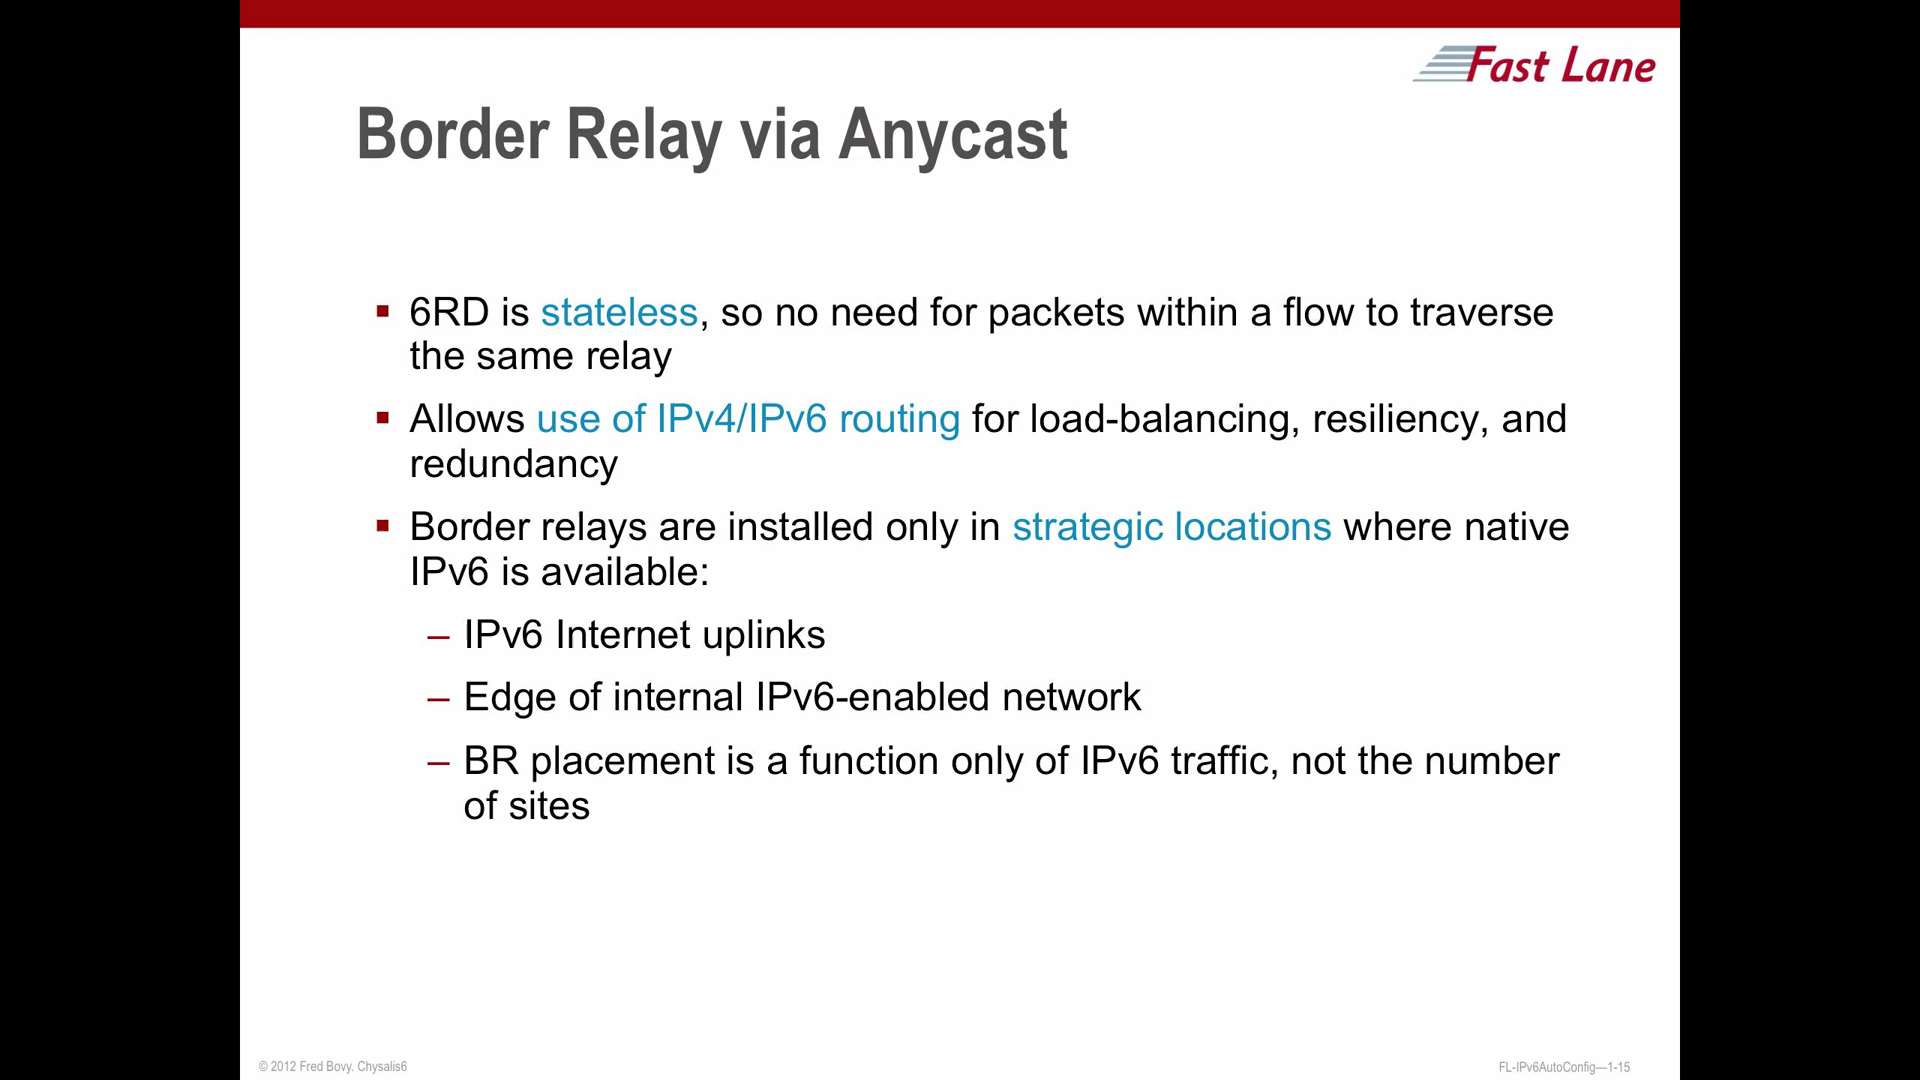 Fast Lane
Border Relay via Anycast
▪ 6RD is stateless, so no need for packets within a flow to traverse
the same relay
▪ Allows use of IPv4/IPv6 routing for load-balancing, resiliency, and
redundancy
▪ Border relays are installed only in strategic locations where native
IPv6 is available:
– IPv6 Internet uplinks
– Edge of internal IPv6-enabled network
– BR placement is a function only of IPv6 traffic, not the number
of sites
© 2012 Fred Bovy. Chysalis6
FL-IPv6AutoConfig—1-15